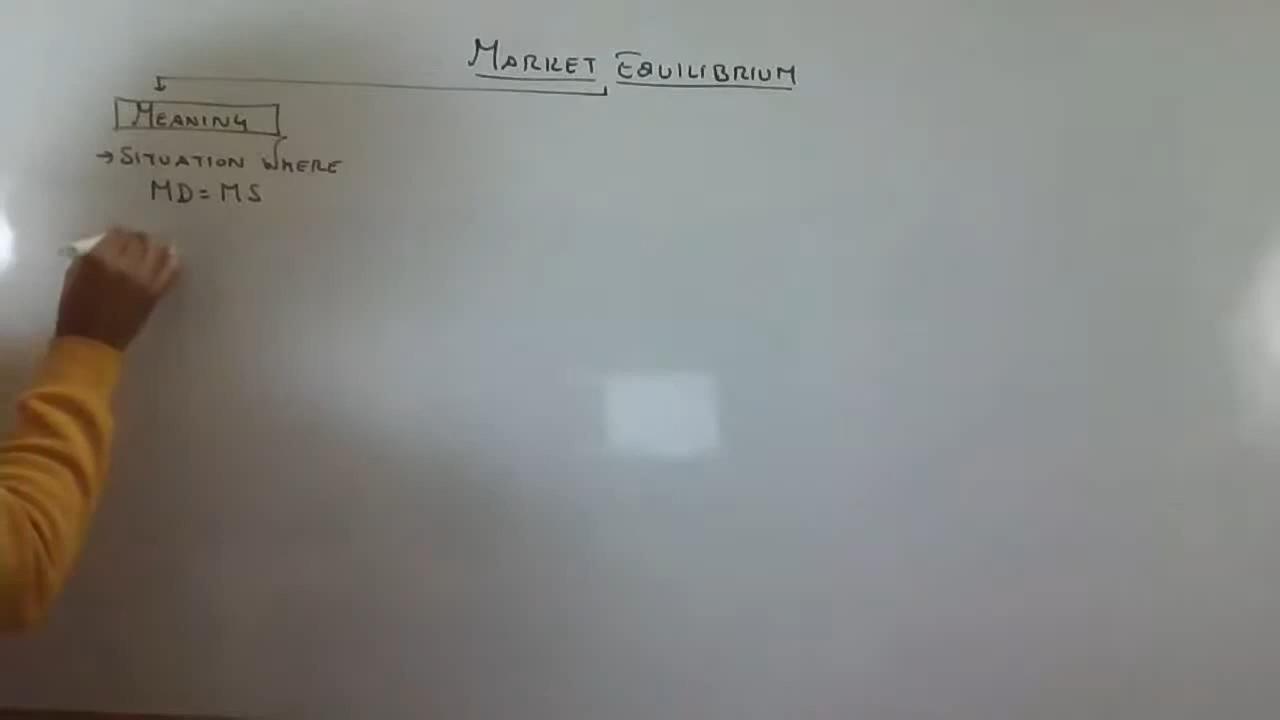 MARKET EQUILIBRIUM
MEANING
→ SITUATION WHERE
MD = MS